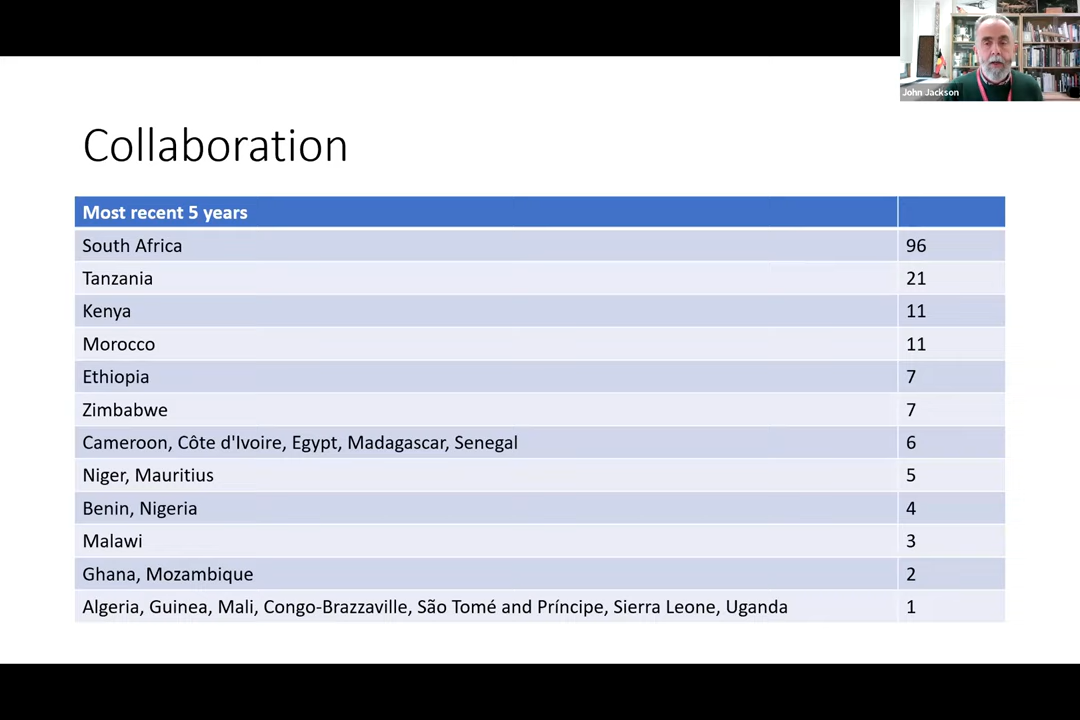 John Jackson
Collaboration
Most recent 5 years
South Africa 96
Tanzania 21
Kenya 11
Morocco 11
Ethiopia 7
Zimbabwe 7
Cameroon, Côte d'Ivoire, Egypt, Madagascar, Senegal 6
Niger, Mauritius 5
Benin, Nigeria 4
Malawi 3
Ghana, Mozambique 2
Algeria, Guinea, Mali, Congo-Brazzaville, São Tomé and Príncipe, Sierra Leone, Uganda 1